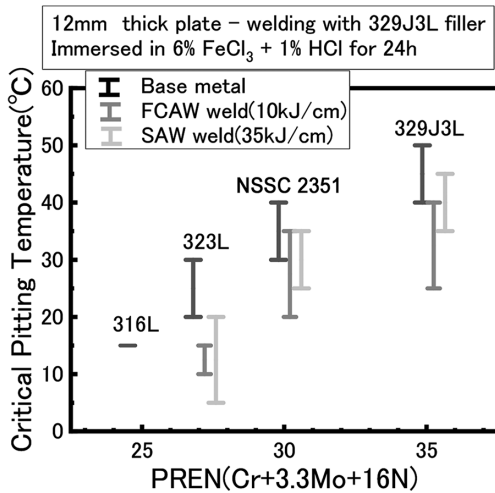 12mm thick plate - welding with 329J3L filler
Immersed in 6% FeCl₃ + 1% HCl for 24h
Critical Pitting Temperature(℃)
60
50
40
30
20
10
0
Base metal
FCAW weld(10kJ/cm)
SAW weld(35kJ/cm)
329J3L
NSSC 2351
323L
316L
25 30 35
PREN(Cr+3.3Mo+16N)